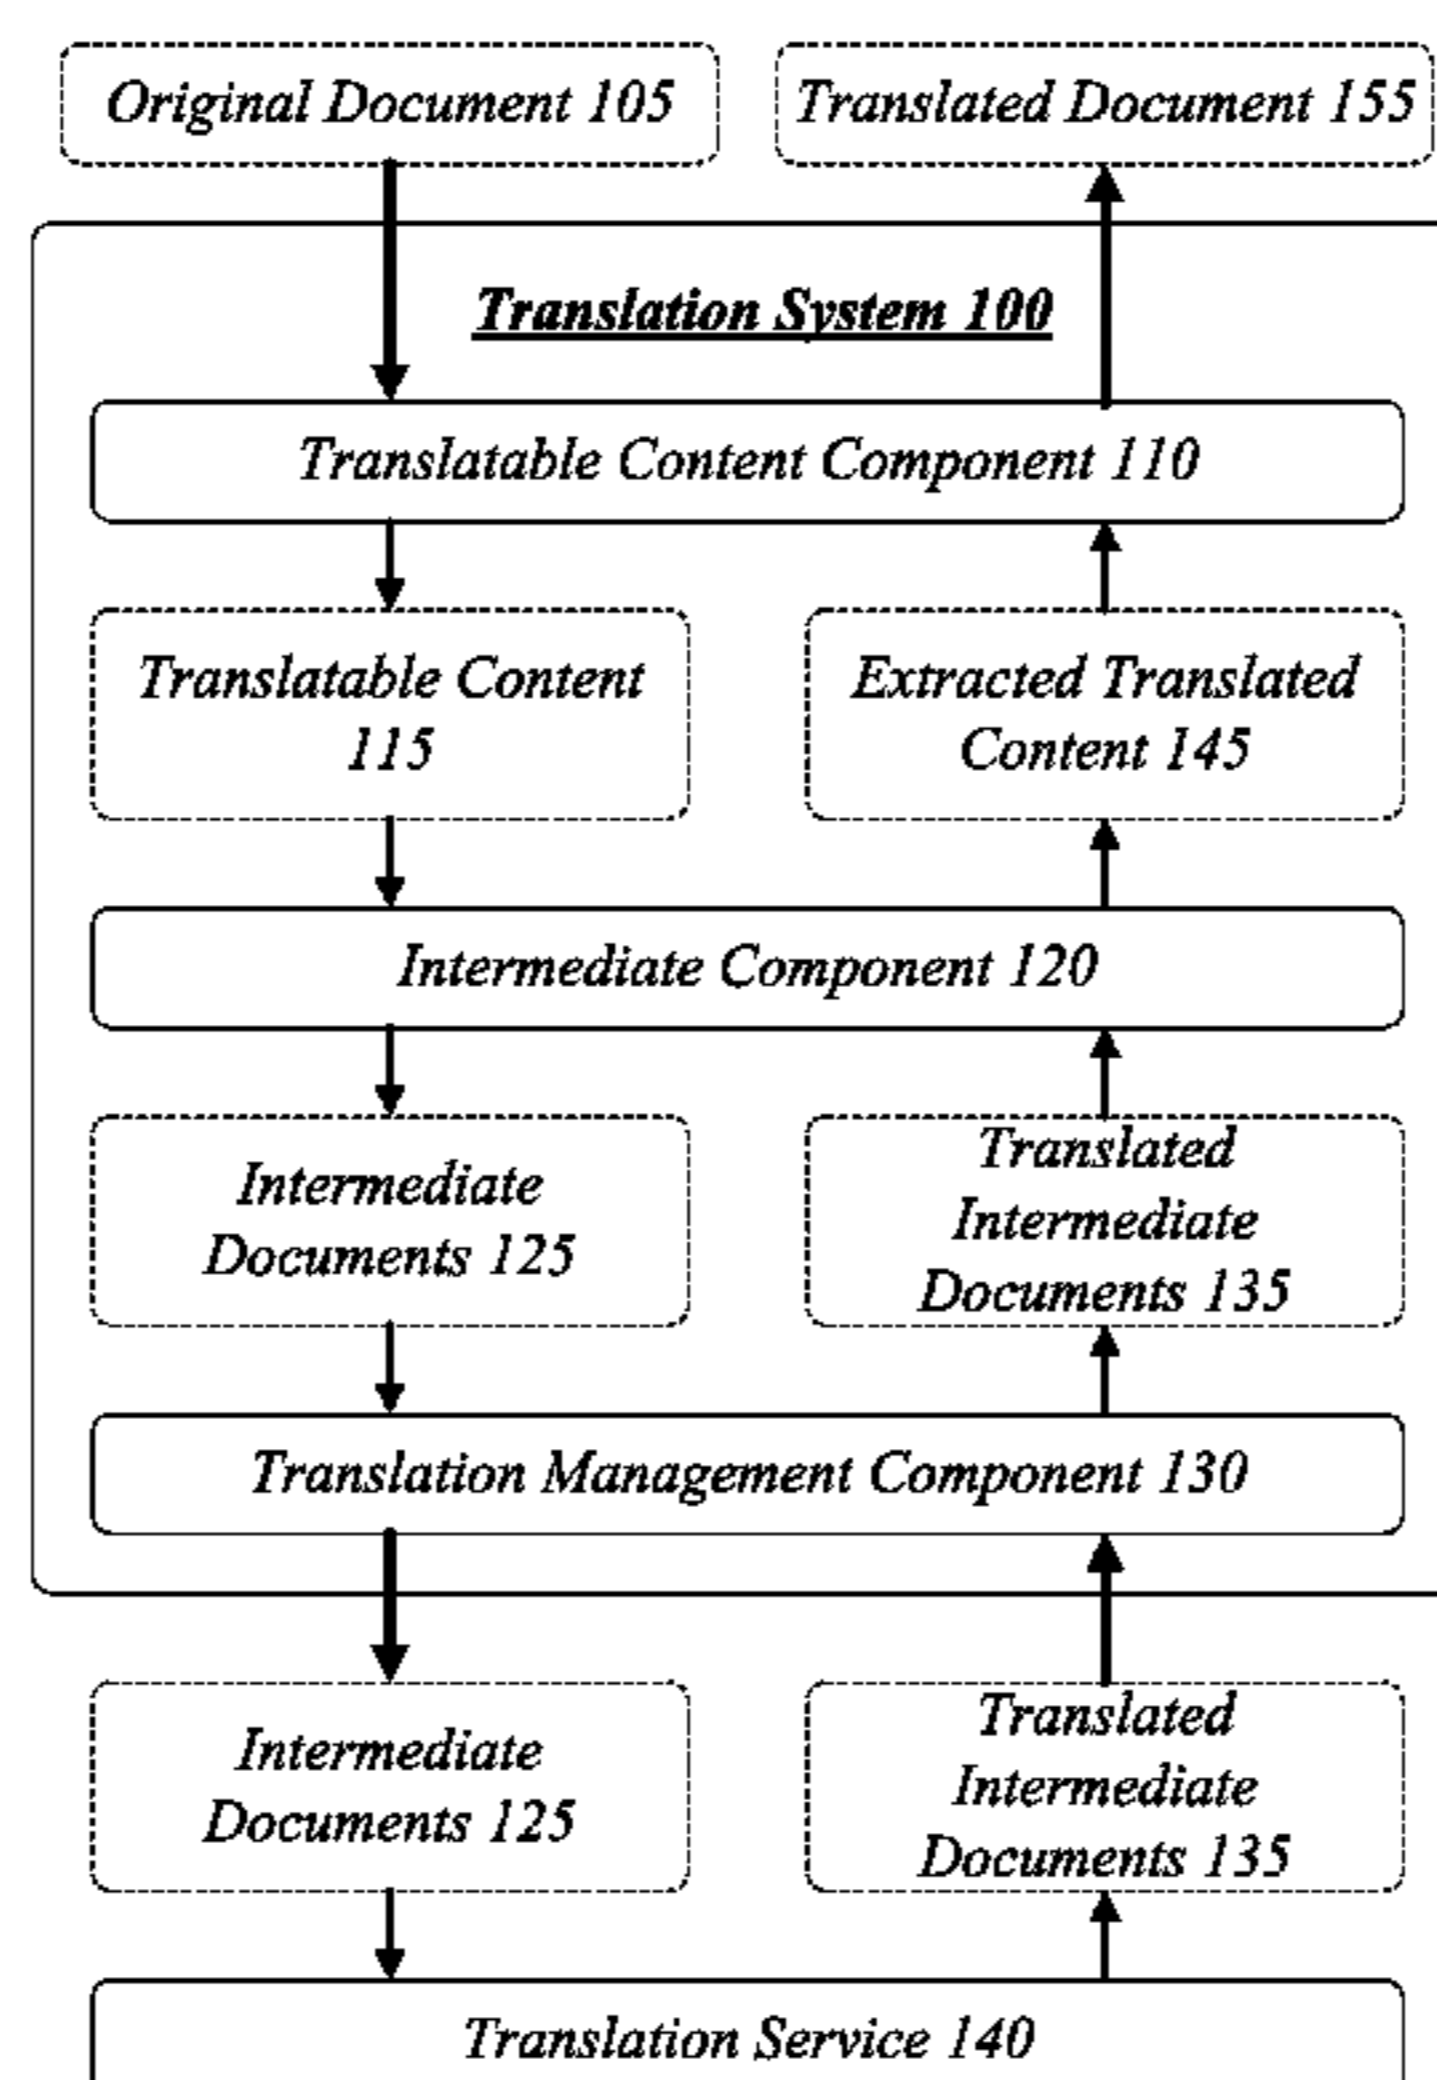 Original Document 105
Translated Document 155
Translation System 100
Translatable Content Component 110
Translatable Content
115
Extracted Translated
Content 145
Intermediate Component 120
Intermediate
Documents 125
Translated
Intermediate
Documents 135
Translation Management Component 130
Intermediate
Documents 125
Translated
Intermediate
Documents 135
Translation Service 140